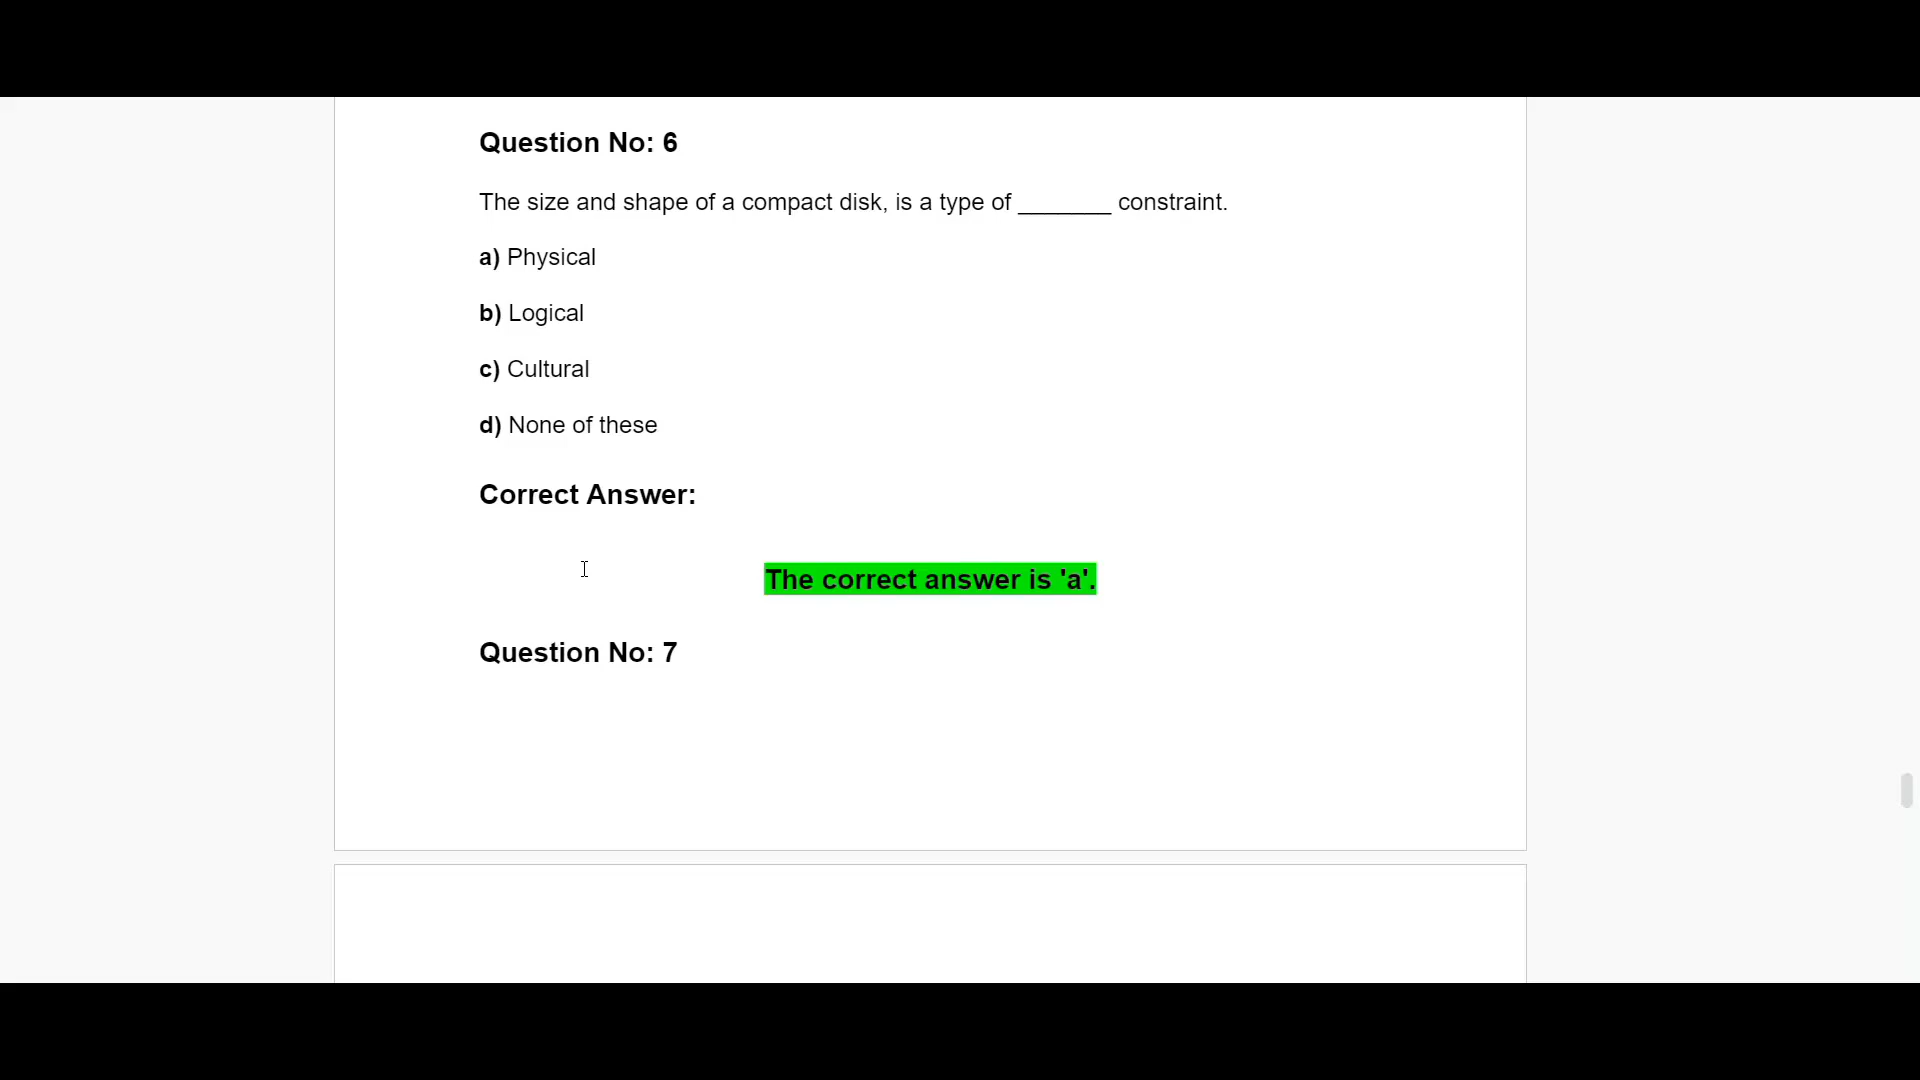 Question No: 6
The size and shape of a compact disk, is a type of _______ constraint.
a) Physical
b) Logical
c) Cultural
d) None of these
Correct Answer:
The correct answer is 'a'.
Question No: 7